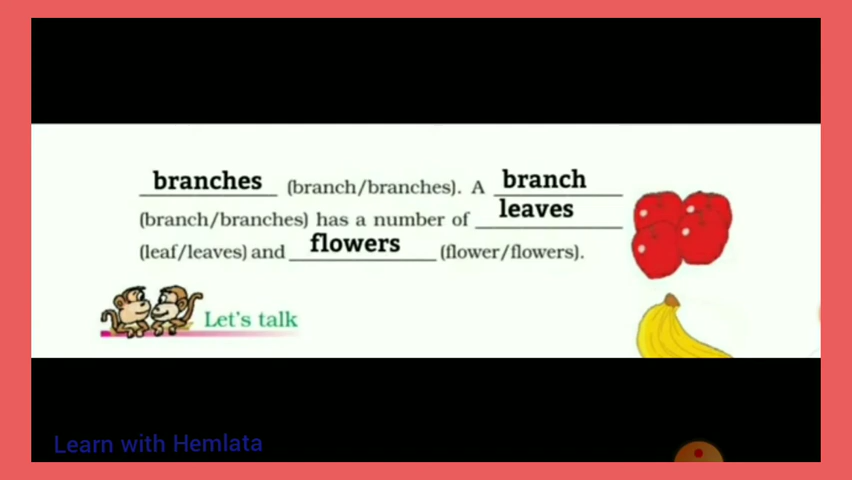 branches (branch/branches). A branch
(branch/branches) has a number of leaves
(leaf/leaves) and flowers (flower/flowers).
Let's talk
Learn with Hemlata